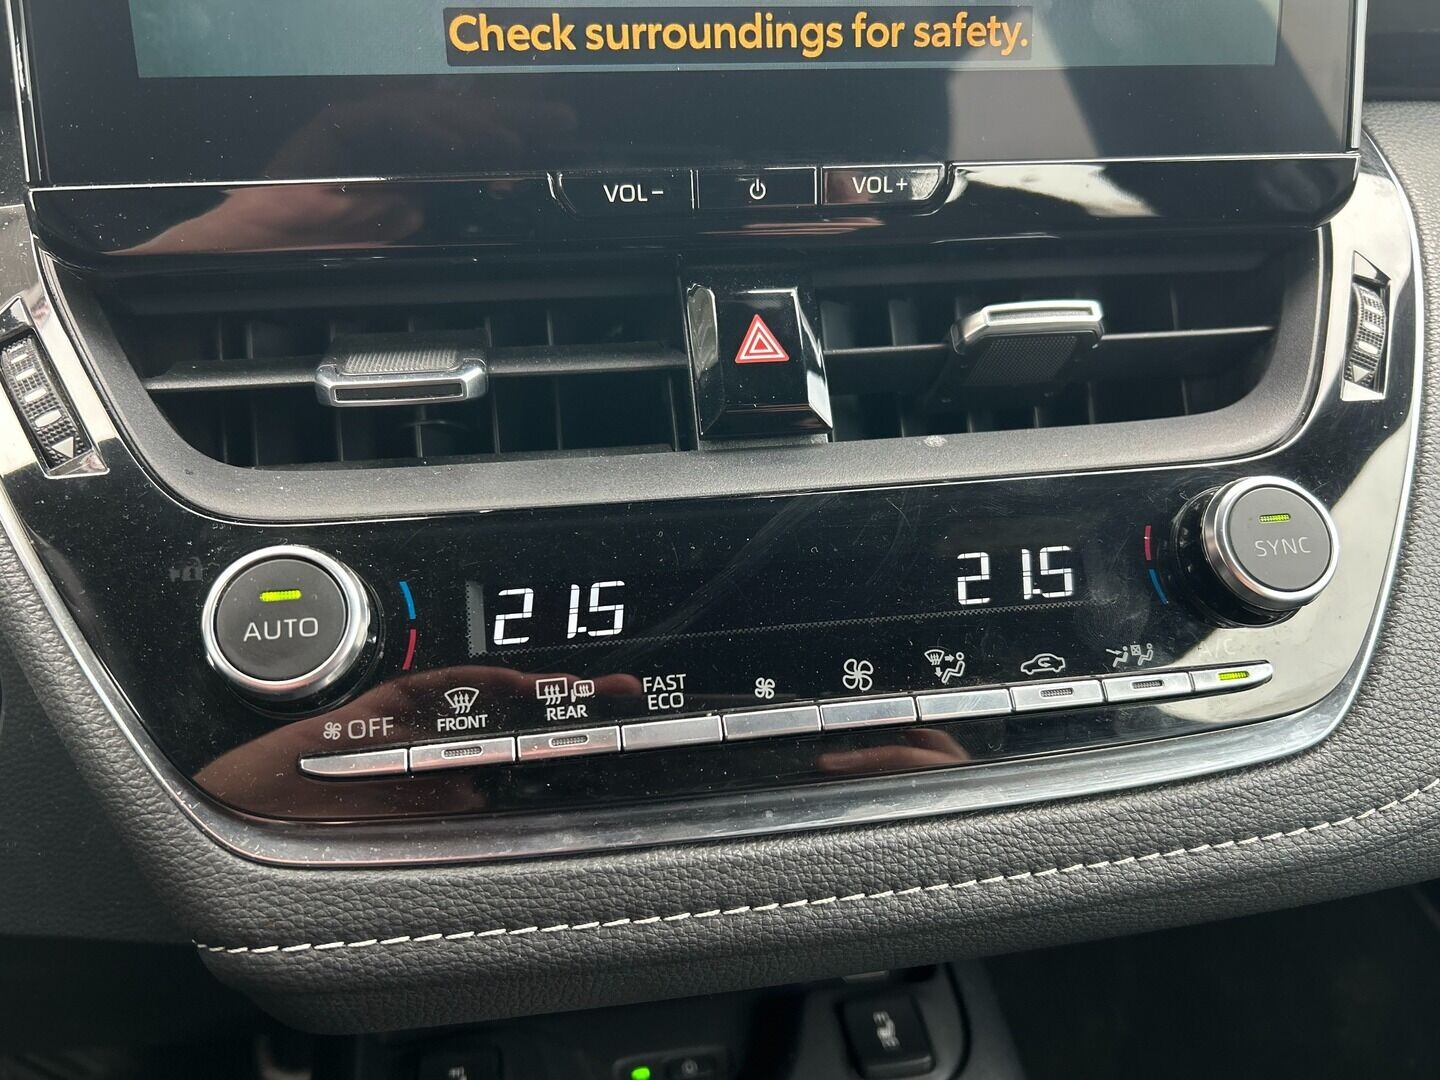 Check surroundings for safety.
VOL-
VOL+
AUTO
21.5
21.5
SYNC
OFF
FRONT
REAR
FAST
ECO
A/C